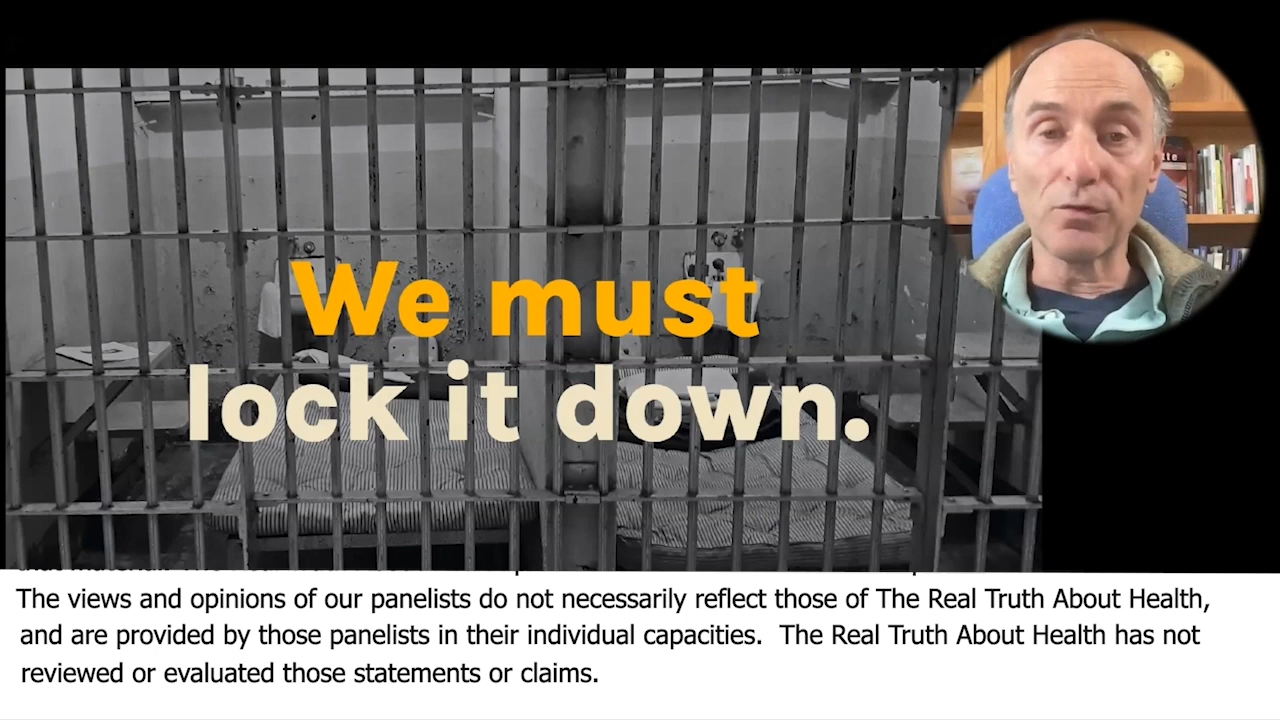 We must
lock it down.
The views and opinions of our panelists do not necessarily reflect those of The Real Truth About Health,
and are provided by those panelists in their individual capacities.  The Real Truth About Health has not
reviewed or evaluated those statements or claims.